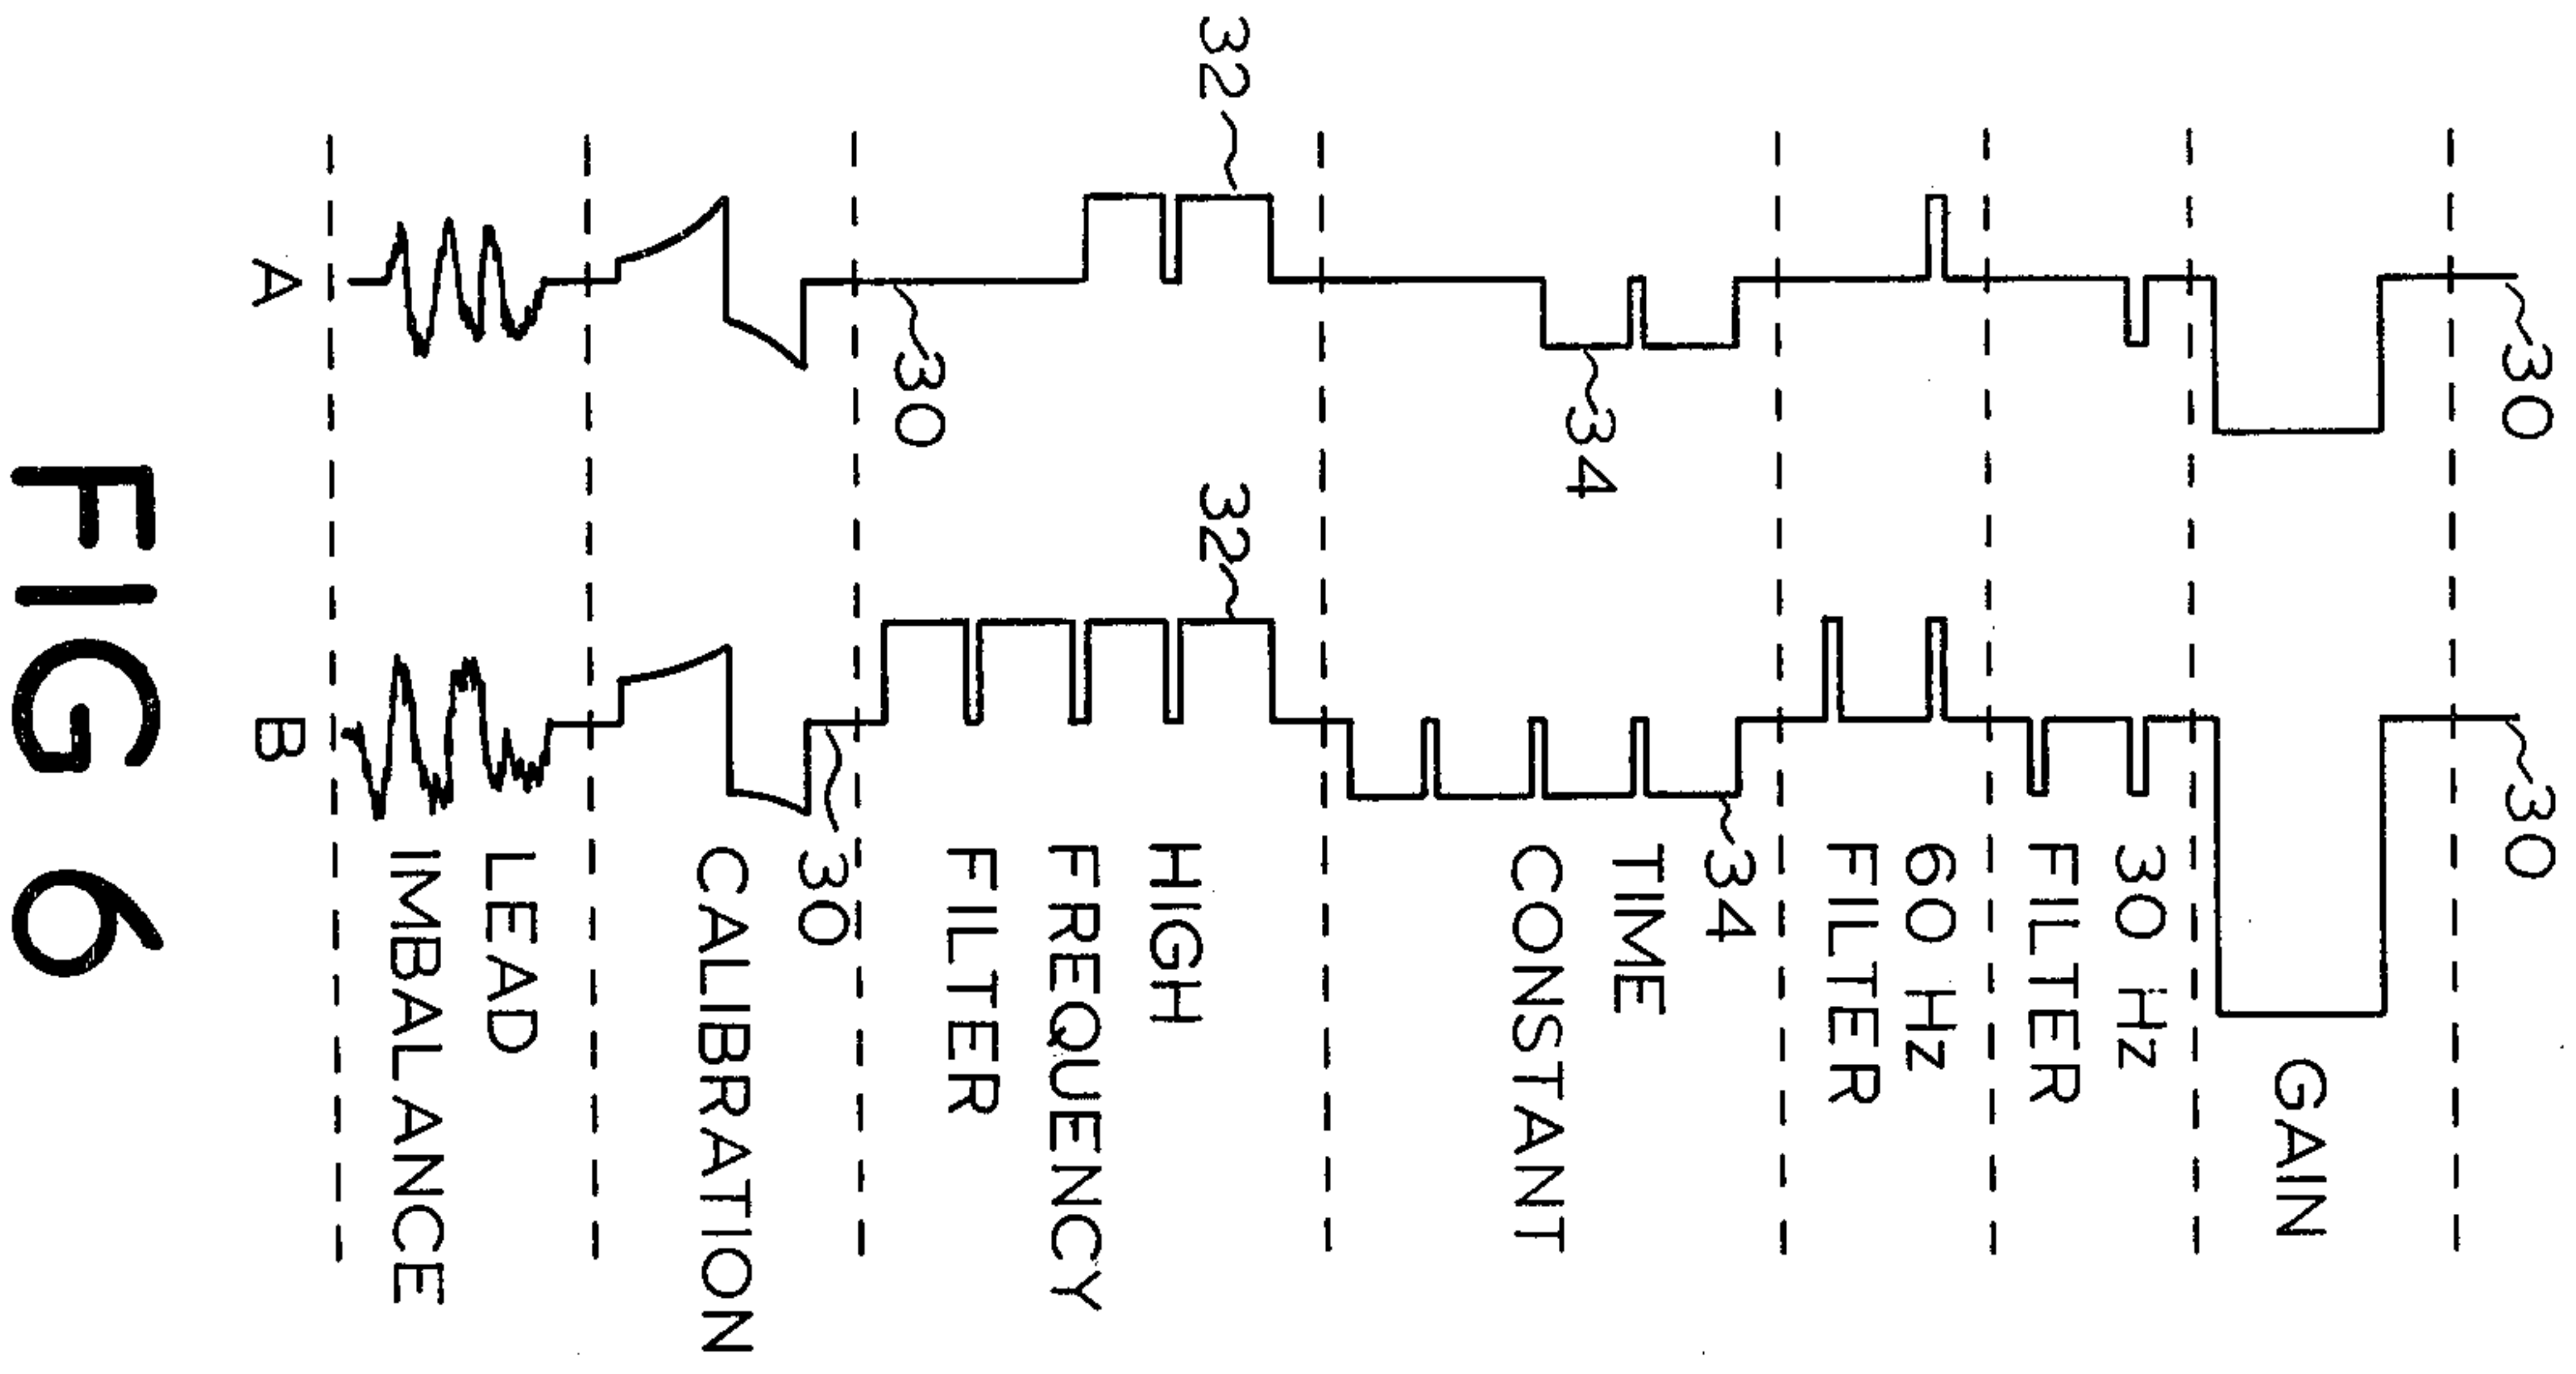 30
30
GAIN
30 Hz
FILTER
60 Hz
FILTER
34
TIME
34
CONSTANT
32
32
HIGH
FREQUENCY
FILTER
30
30
CALIBRATION
LEAD
IMBALANCE
A
B
FIG 6